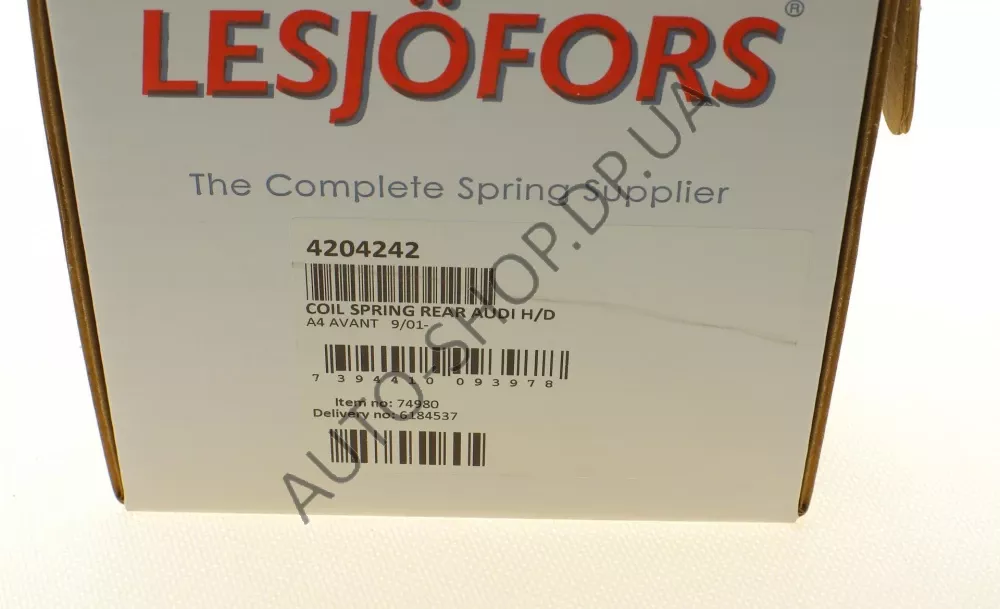 LESJÖFORS®
The Complete Spring Supplier
4204242
COIL SPRING REAR AUDI H/D
A4 AVANT 9/01-
7 394410 093978
Item no: 74980
Delivery no: 6184537
AUTO-SHOP.DP.UA